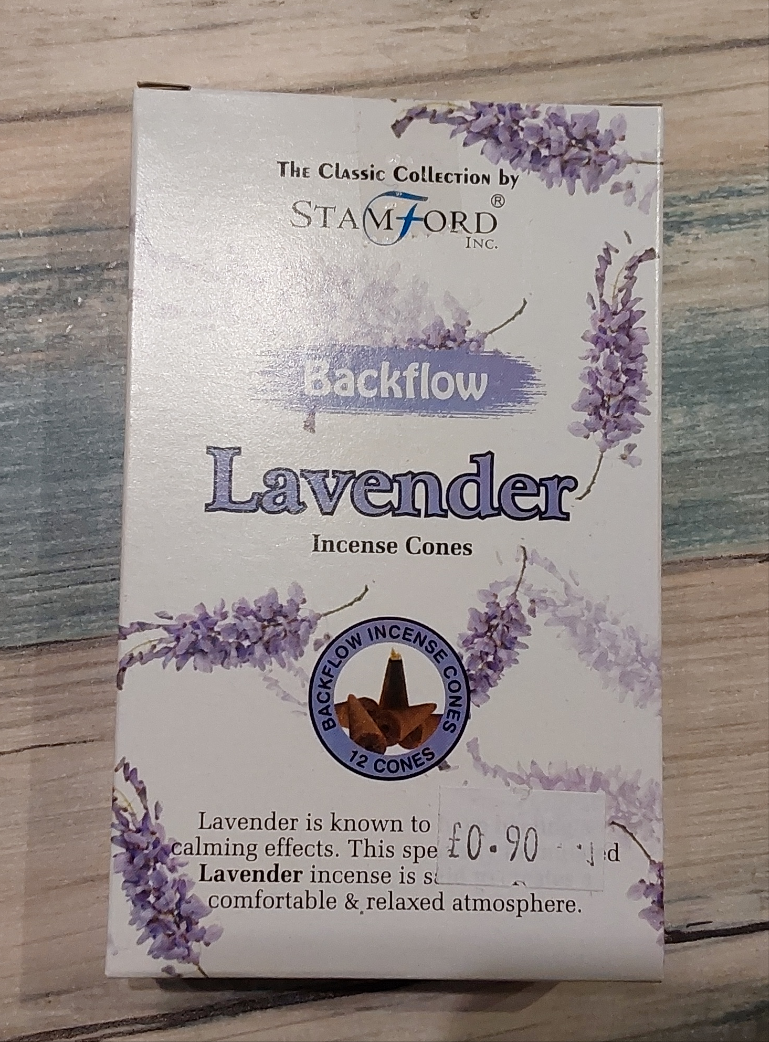 The Classic Collection by
STAMFORD®
INC.
Backflow
Lavender
Incense Cones
BACKFLOW INCENSE CONES
12 CONES
Lavender is known to
calming effects. This spe £0.90 d
Lavender incense is s
comfortable & relaxed atmosphere.